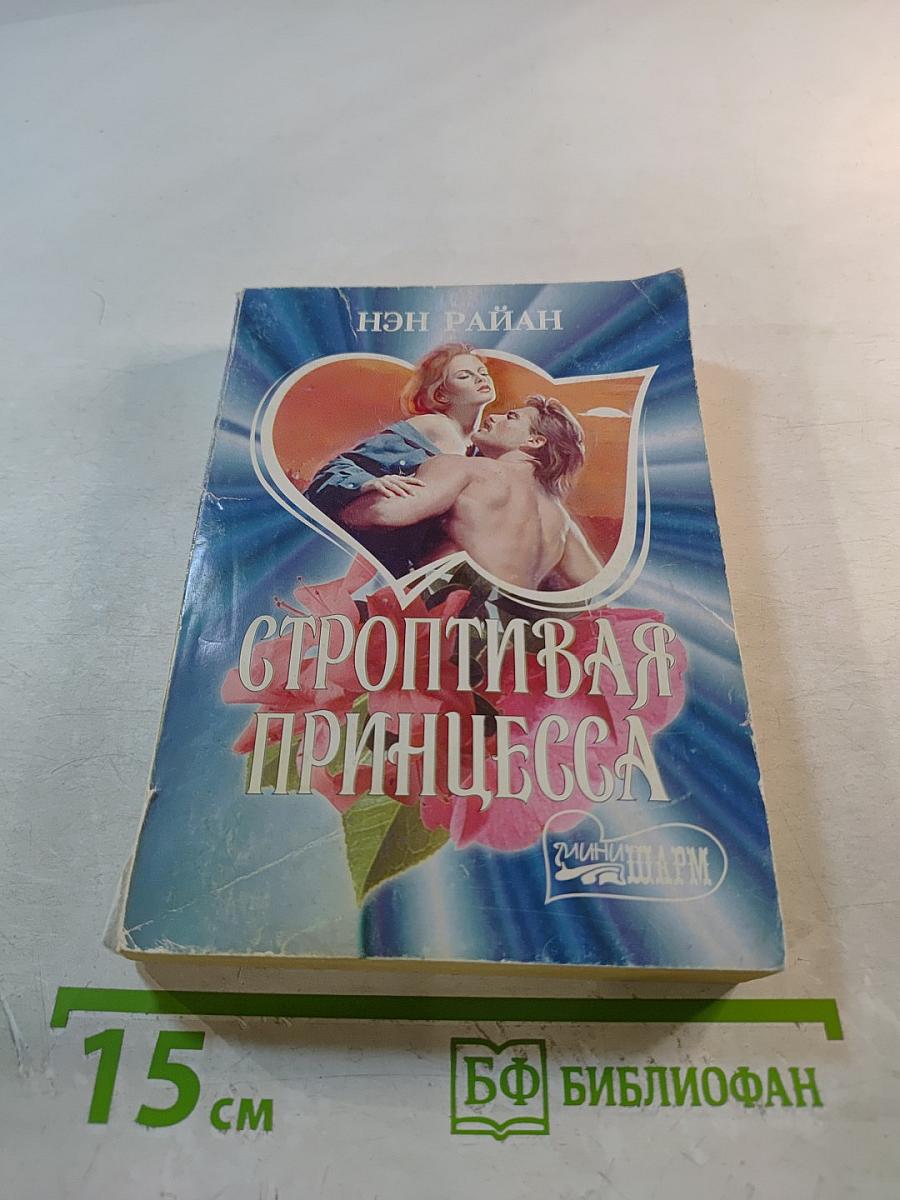 НЭН РАЙАН
СТРОПТИВАЯ
ПРИНЦЕССА
МИНИ ШАРМ
15 СМ
БФ БИБЛИОФАН